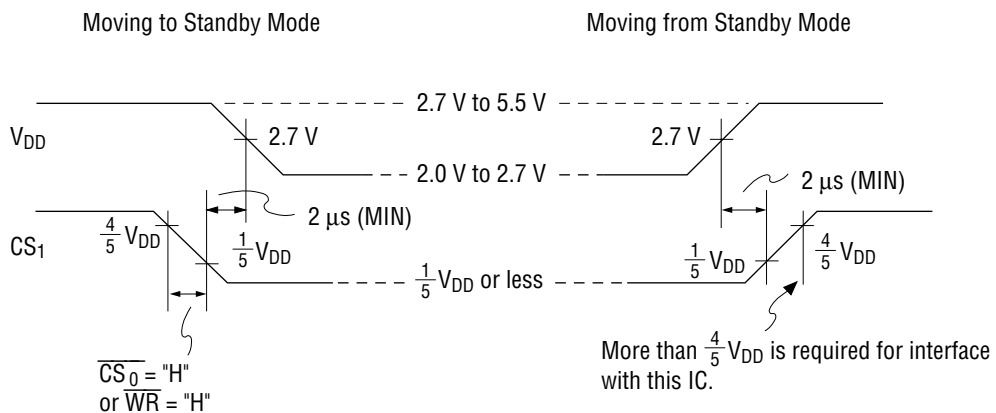 Moving to Standby Mode
Moving from Standby Mode
2.7 V to 5.5 V
VDD
2.7 V
2.7 V
2.0 V to 2.7 V
2 μs (MIN)
2 μs (MIN)
CS1
4/5 VDD
1/5 VDD
1/5 VDD
4/5 VDD
1/5 VDD or less
CS0 = "H"
or WR = "H"
More than 4/5 VDD is required for interface
with this IC.